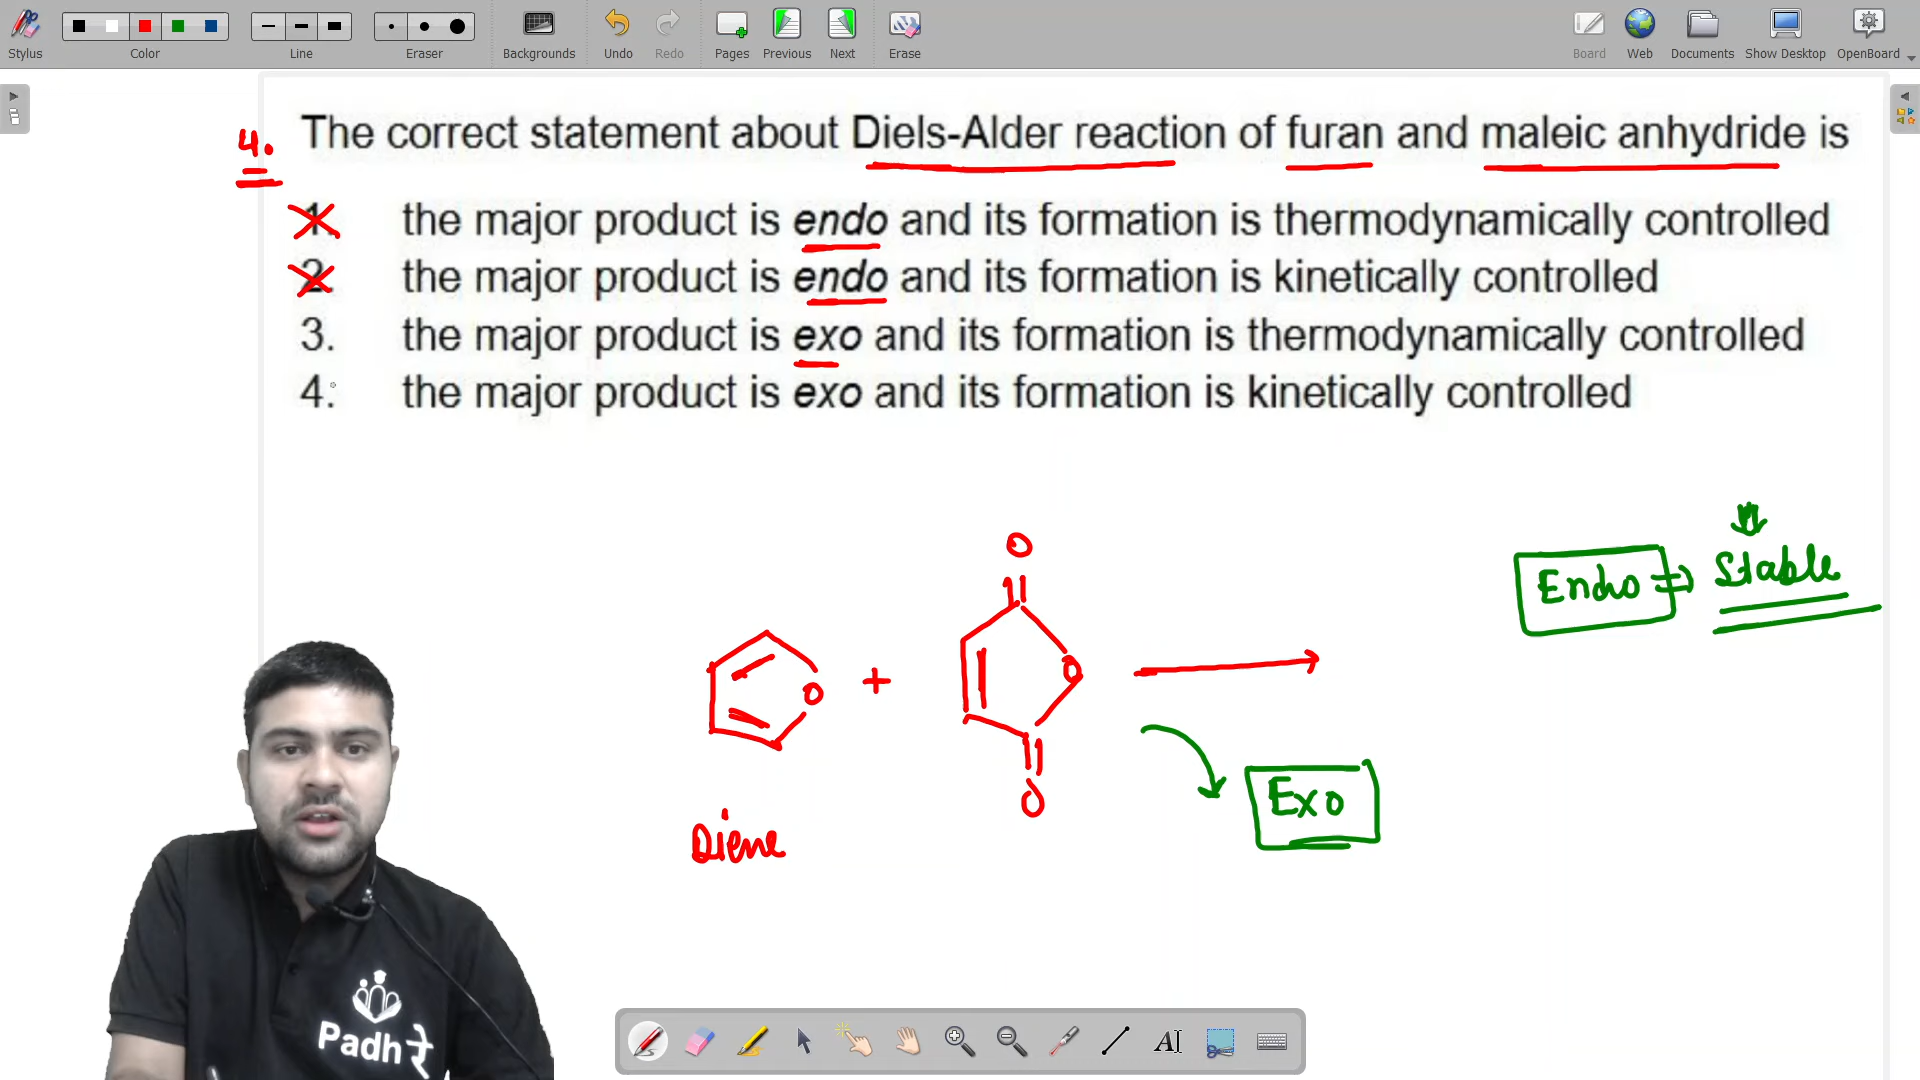 Stylus Color Line Eraser Backgrounds Undo Redo Pages Previous Next Erase Board Web Documents Show Desktop OpenBoard
4. The correct statement about Diels-Alder reaction of furan and maleic anhydride is
1. the major product is endo and its formation is thermodynamically controlled
2. the major product is endo and its formation is kinetically controlled
3. the major product is exo and its formation is thermodynamically controlled
4. the major product is exo and its formation is kinetically controlled
O
Endo ⇒ Stable
O + O
O
Exo
Diene
Padhरे
AI